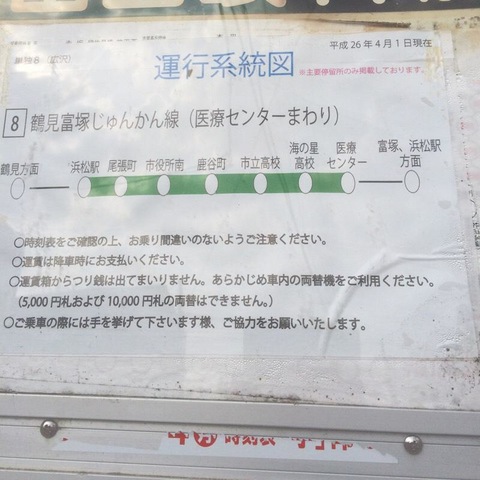 単独8（広沢）
平成26年4月1日現在
運行系統図
※主要停留所のみ掲載しております。
8 鶴見富塚じゅんかん線（医療センターまわり）
鶴見方面 浜松駅 尾張町 市役所南 鹿谷町 市立高校 海の星高校 医療センター 富塚、浜松駅方面
○時刻表をご確認の上、お乗り間違いのないようご注意ください。
○運賃は降車時にお支払いください。
○運賃箱からつり銭は出てまいりません。あらかじめ車内の両替機をご利用ください。
（5,000円札および10,000円札の両替はできません。）
○ご乗車の際には手を挙げて下さいます様、ご協力をお願いいたします。
時刻表